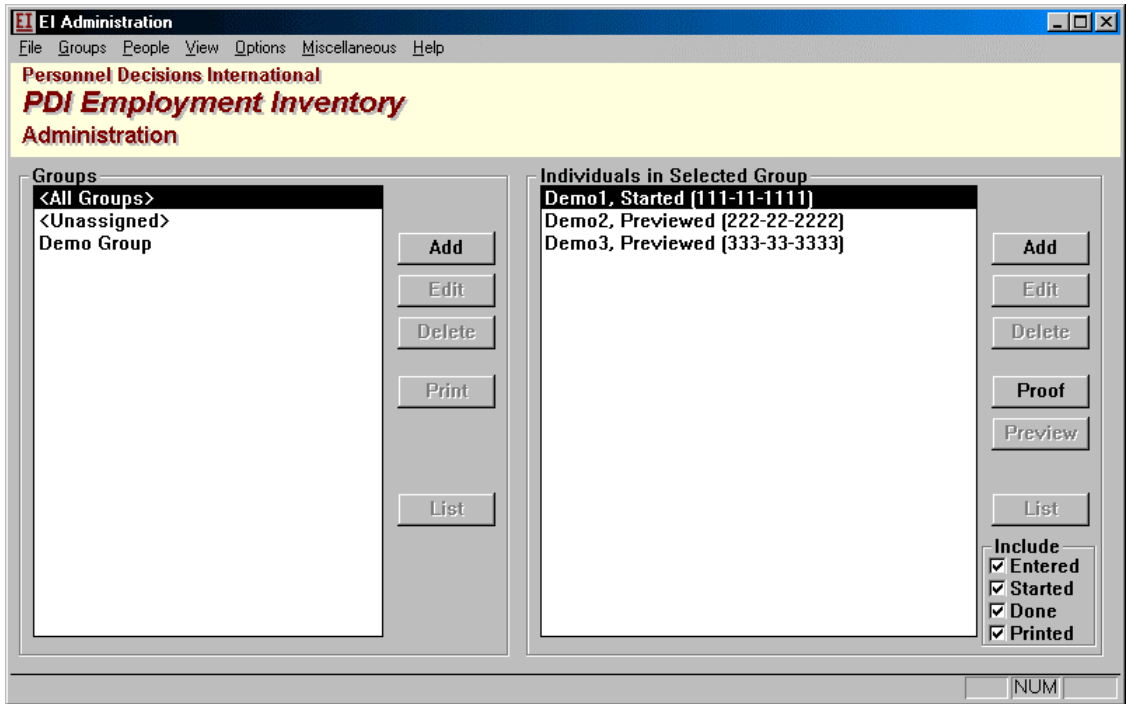 EI EI Administration
File Groups People View Options Miscellaneous Help
Personnel Decisions International
PDI Employment Inventory
Administration
Groups
<All Groups>
<Unassigned>
Demo Group
Add
Edit
Delete
Print
List
Individuals in Selected Group
Demo1, Started (111-11-1111)
Demo2, Previewed (222-22-2222)
Demo3, Previewed (333-33-3333)
Add
Edit
Delete
Proof
Preview
List
Include
Entered
Started
Done
Printed
NUM